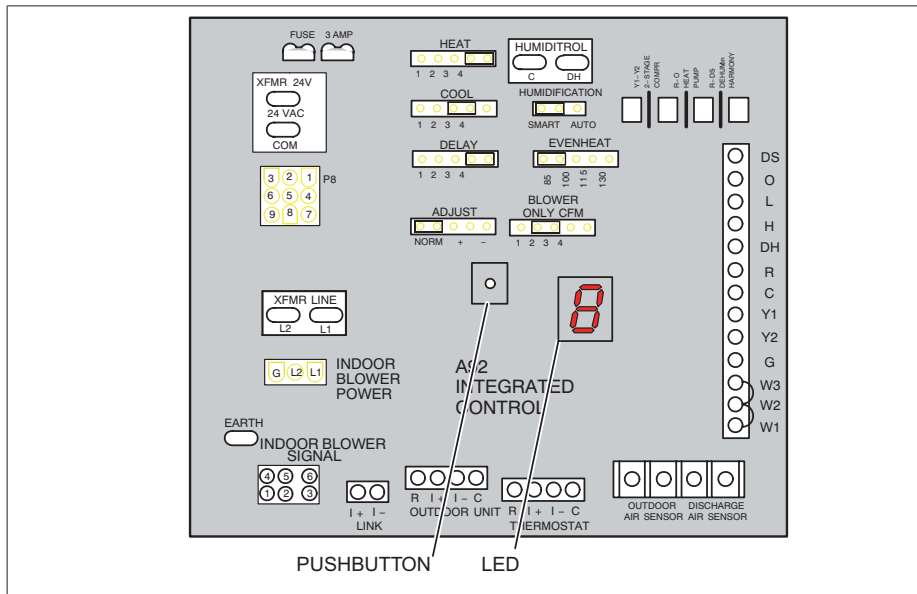 FUSE 3 AMP
XFMR 24V
24 VAC
COM
3 2 1
6 5 4
9 8 7
P8
HEAT
1 2 3 4
COOL
1 2 3 4
DELAY
1 2 3 4
ADJUST
NORM + –
HUMIDITROL
C DH
HUMIDIFICATION
SMART AUTO
EVENHEAT
85 100 115 130
BLOWER
ONLY CFM
1 2 3 4
Y1-Y2
2-STAGE
COMPR
R-O
HEAT
PUMP
R-DS
DEHUM or
HARMONY
DS
O
L
H
DH
R
C
Y1
Y2
G
W3
W2
W1
XFMR LINE
L2 L1
G L2 L1
INDOOR
BLOWER
POWER
8
A92
INTEGRATED
CONTROL
EARTH
INDOOR BLOWER
SIGNAL
4 5 6
1 2 3
I + I –
LINK
R I + I – C
OUTDOOR UNIT
R I + I – C
THERMOSTAT
OUTDOOR
AIR SENSOR
DISCHARGE
AIR SENSOR
PUSHBUTTON
LED